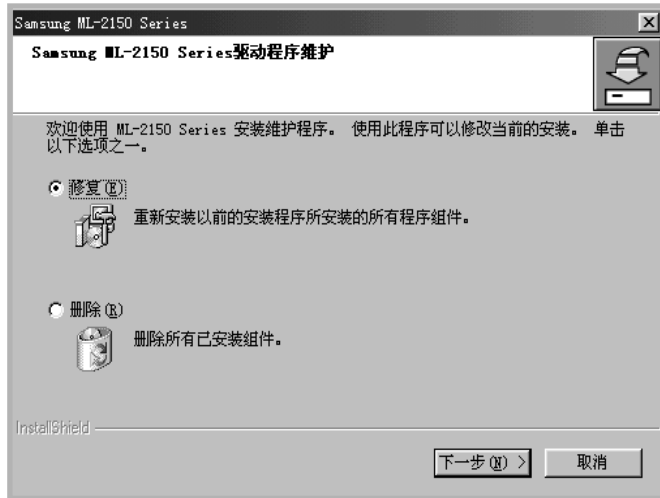 Samsung ML-2150 Series
Samsung ML-2150 Series驱动程序维护
欢迎使用 ML-2150 Series 安装维护程序。 使用此程序可以修改当前的安装。 单击
以下选项之一。
修复(E)
重新安装以前的安装程序所安装的所有程序组件。
删除(R)
删除所有已安装组件。
InstallShield
下一步(N) >
取消